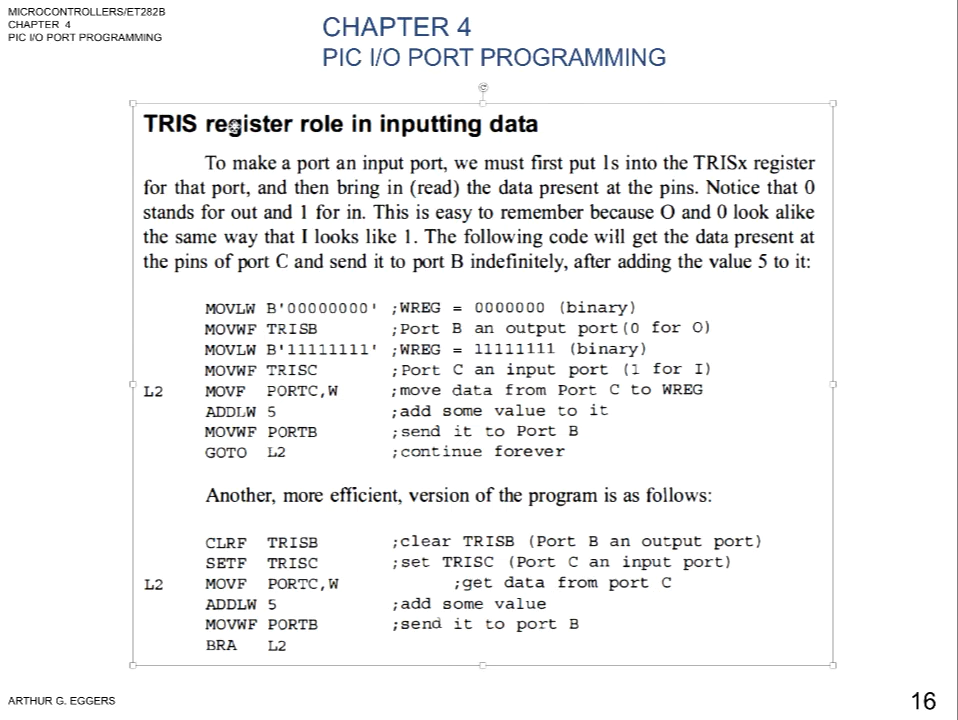 MICROCONTROLLERS/ET282B
CHAPTER 4
PIC I/O PORT PROGRAMMING
CHAPTER 4
PIC I/O PORT PROGRAMMING
TRIS register role in inputting data
To make a port an input port, we must first put 1s into the TRISx register
for that port, and then bring in (read) the data present at the pins. Notice that 0
stands for out and 1 for in. This is easy to remember because O and 0 look alike
the same way that I looks like 1. The following code will get the data present at
the pins of port C and send it to port B indefinitely, after adding the value 5 to it:
MOVLW B'00000000' ;WREG = 0000000 (binary)
MOVWF TRISB ;Port B an output port(0 for O)
MOVLW B'11111111' ;WREG = 11111111 (binary)
MOVWF TRISC ;Port C an input port (1 for I)
L2 MOVF PORTC,W ;move data from Port C to WREG
ADDLW 5 ;add some value to it
MOVWF PORTB ;send it to Port B
GOTO L2 ;continue forever
Another, more efficient, version of the program is as follows:
CLRF TRISB ;clear TRISB (Port B an output port)
SETF TRISC ;set TRISC (Port C an input port)
L2 MOVF PORTC,W ;get data from port C
ADDLW 5 ;add some value
MOVWF PORTB ;send it to port B
BRA L2
ARTHUR G. EGGERS
16